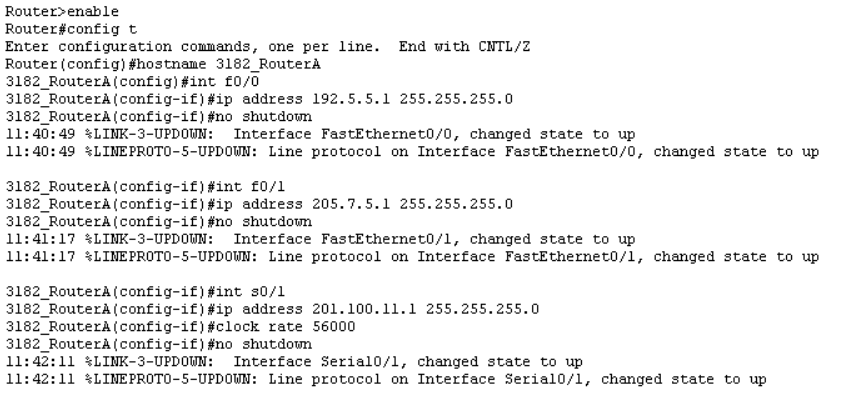 Router>enable
Router#config t
Enter configuration commands, one per line.  End with CNTL/Z
Router(config)#hostname 3182_RouterA
3182_RouterA(config)#int f0/0
3182_RouterA(config-if)#ip address 192.5.5.1 255.255.255.0
3182_RouterA(config-if)#no shutdown
11:40:49 %LINK-3-UPDOWN:  Interface FastEthernet0/0, changed state to up
11:40:49 %LINEPROTO-5-UPDOWN: Line protocol on Interface FastEthernet0/0, changed state to up
3182_RouterA(config-if)#int f0/1
3182_RouterA(config-if)#ip address 205.7.5.1 255.255.255.0
3182_RouterA(config-if)#no shutdown
11:41:17 %LINK-3-UPDOWN:  Interface FastEthernet0/1, changed state to up
11:41:17 %LINEPROTO-5-UPDOWN: Line protocol on Interface FastEthernet0/1, changed state to up
3182_RouterA(config-if)#int s0/1
3182_RouterA(config-if)#ip address 201.100.11.1 255.255.255.0
3182_RouterA(config-if)#clock rate 56000
3182_RouterA(config-if)#no shutdown
11:42:11 %LINK-3-UPDOWN:  Interface Serial0/1, changed state to up
11:42:11 %LINEPROTO-5-UPDOWN: Line protocol on Interface Serial0/1, changed state to up